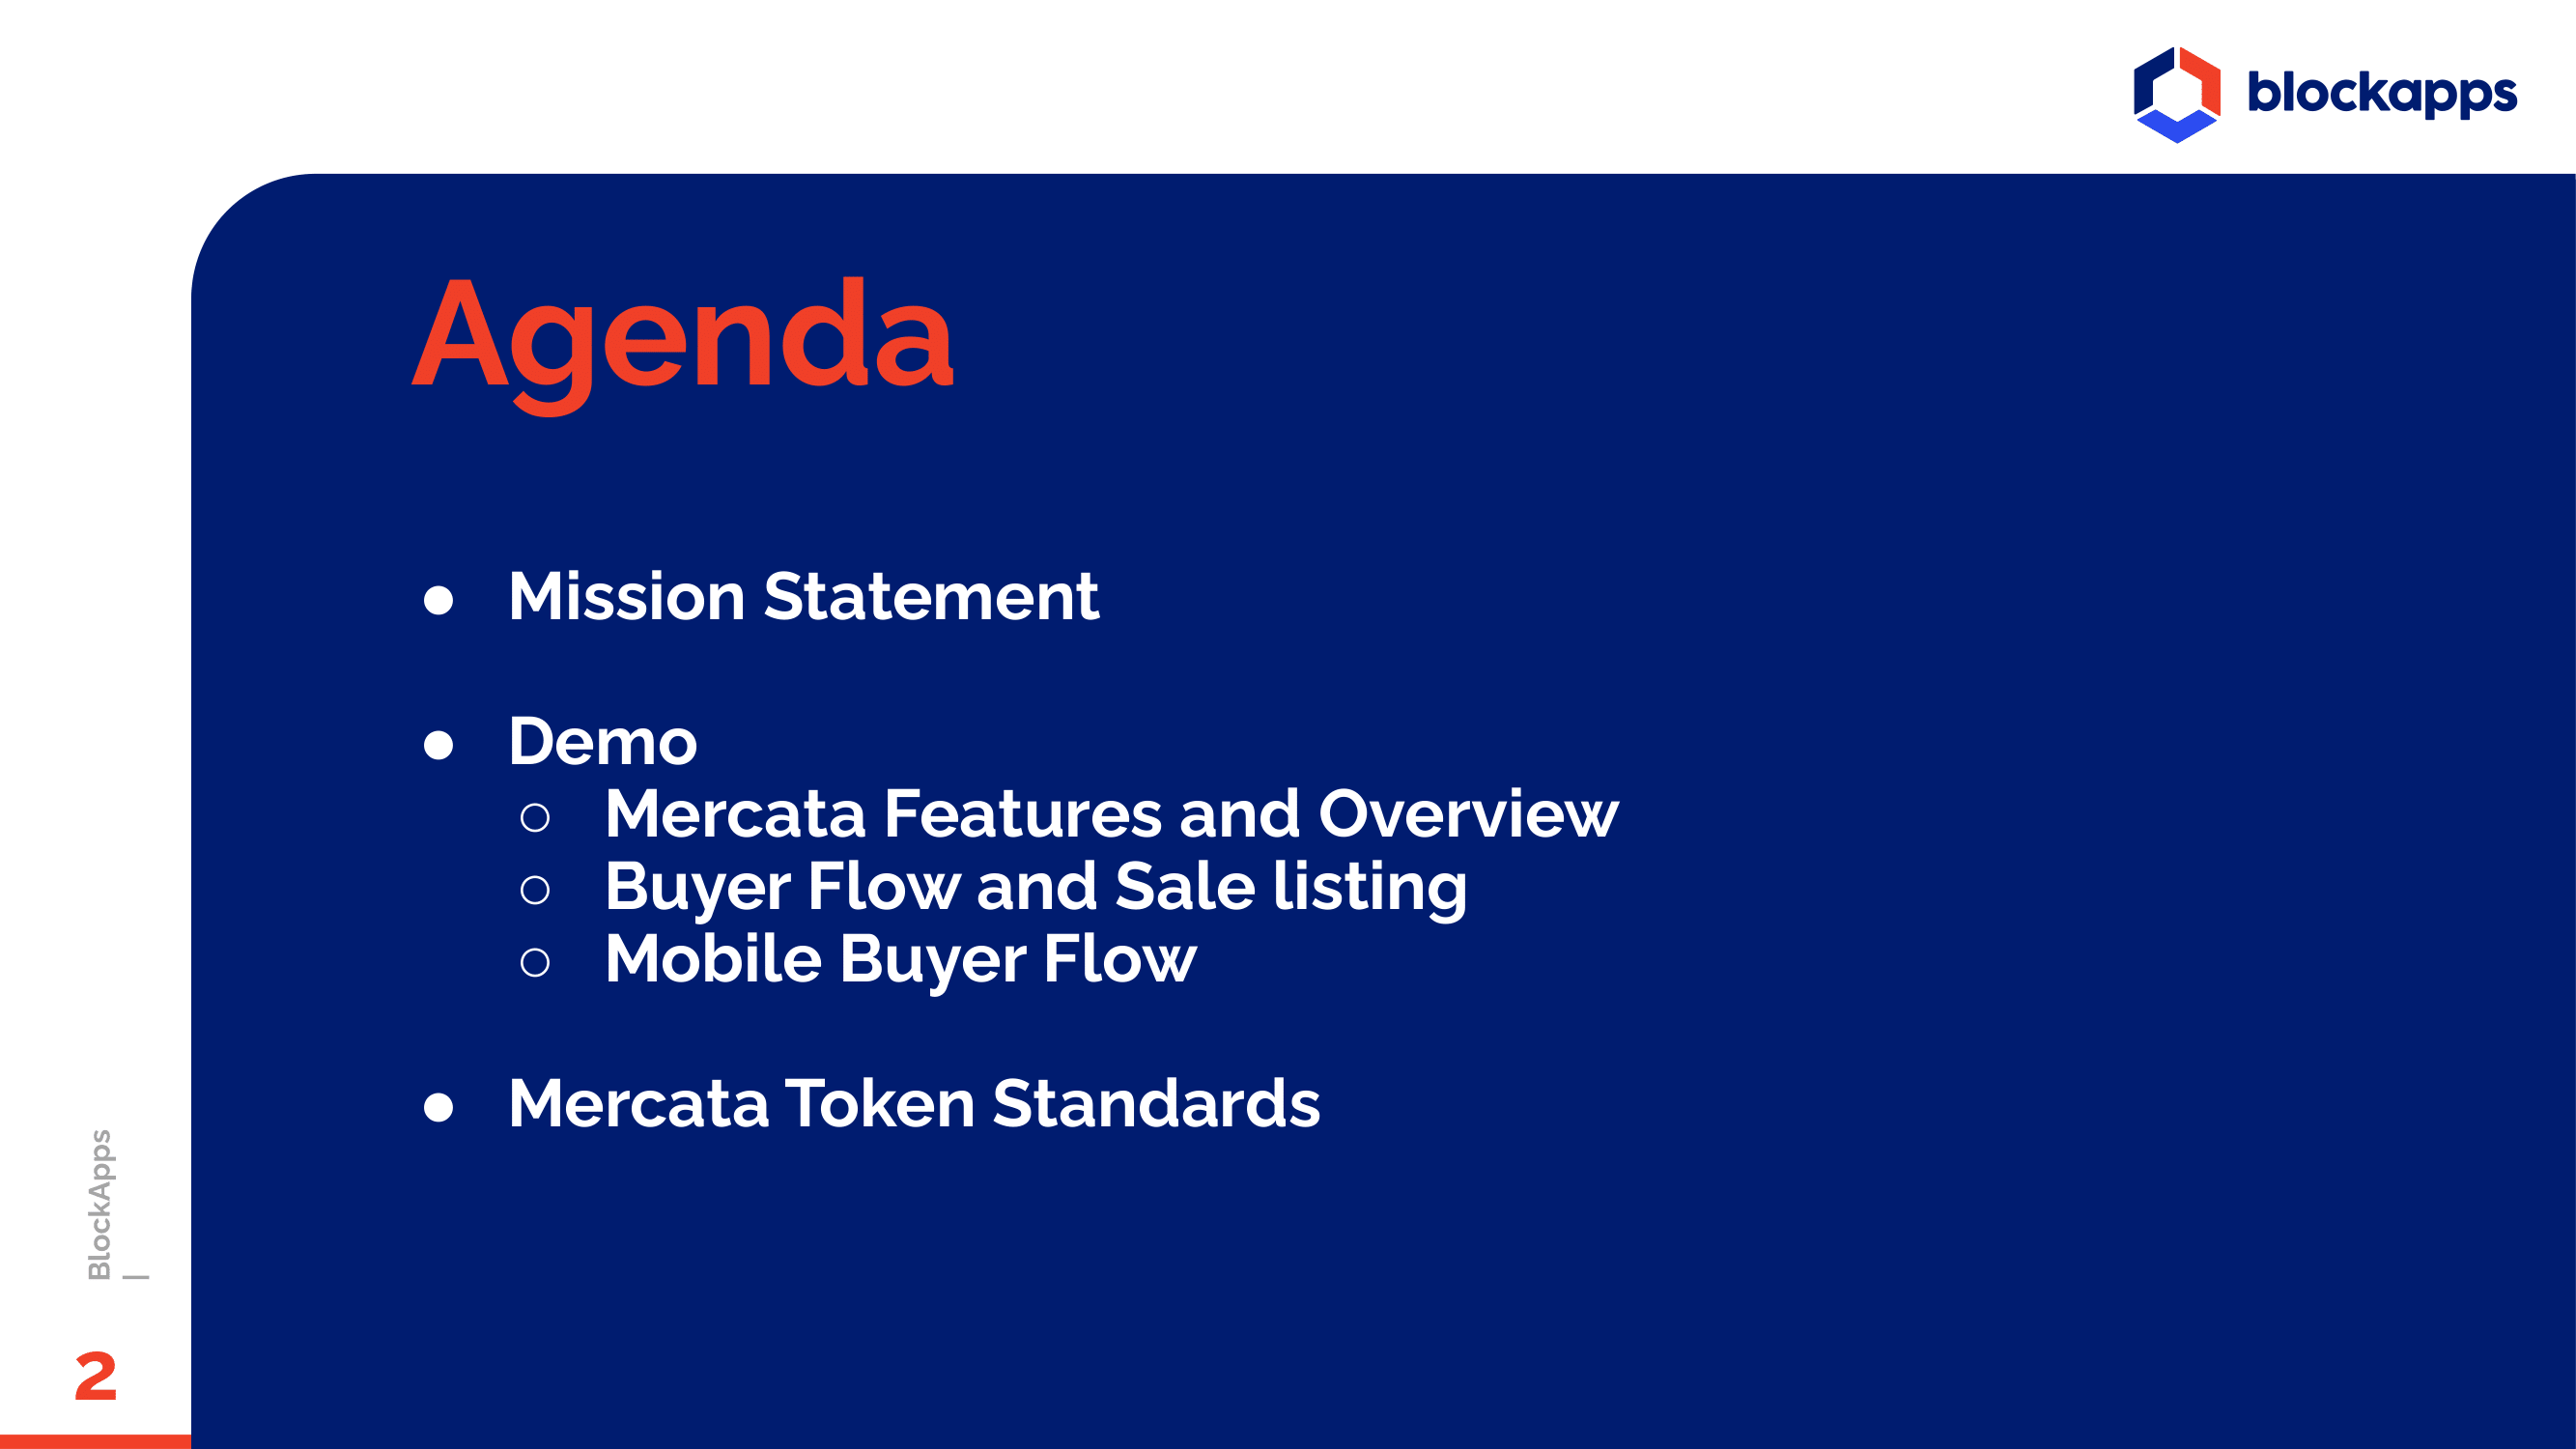 blockapps
Agenda
● Mission Statement
● Demo
○ Mercata Features and Overview
○ Buyer Flow and Sale listing
○ Mobile Buyer Flow
● Mercata Token Standards
BlockApps
|
2